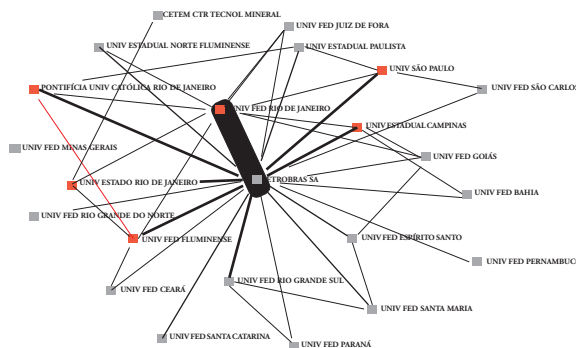 CETEM CTR TECNOL MINERAL
UNIV FED JUIZ DE FORA
UNIV ESTADUAL NORTE FLUMINENSE
UNIV ESTADUAL PAULISTA
UNIV SÃO PAULO
PONTIFÍCIA UNIV CATÓLICA RIO DE JANEIRO
UNIV FED SÃO CARLOS
UNIV FED RIO DE JANEIRO
UNIV ESTADUAL CAMPINAS
UNIV FED MINAS GERAIS
UNIV FED GOIÁS
UNIV ESTADO RIO DE JANEIRO
PETROBRAS SA
UNIV FED BAHIA
UNIV FED RIO GRANDE DO NORTE
UNIV FED FLUMINENSE
UNIV FED ESPÍRITO SANTO
UNIV FED PERNAMBUCO
UNIV FED CEARÁ
UNIV FED RIO GRANDE SUL
UNIV FED SANTA MARIA
UNIV FED SANTA CATARINA
UNIV FED PARANÁ